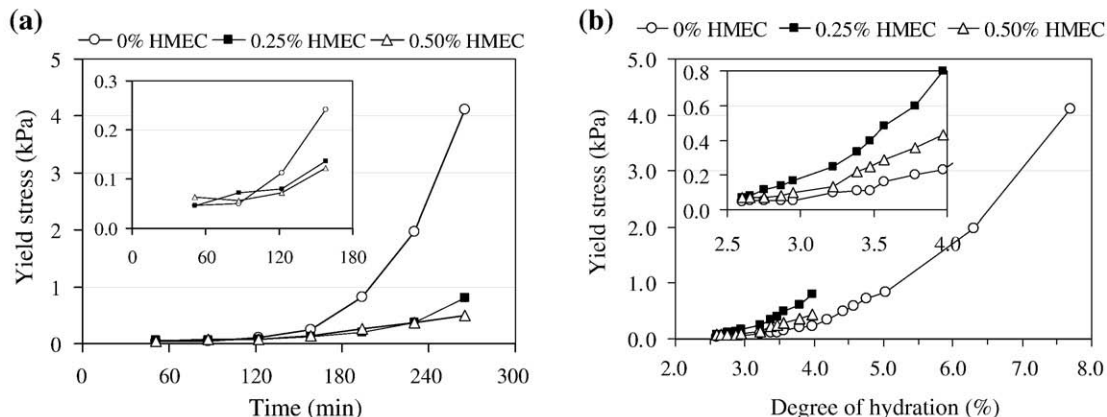 (a)
0% HMEC 0.25% HMEC 0.50% HMEC
Yield stress (kPa)
5
4
3
2
1
0
0.3
0.2
0.1
0.0
0 60 120 180
0 60 120 180 240 300
Time (min)
(b)
0% HMEC 0.25% HMEC 0.50% HMEC
Yield stress (kPa)
5.0
4.0
3.0
2.0
1.0
0.0
0.8
0.6
0.4
0.2
0.0
2.5 3.0 3.5 4.0
2.0 3.0 4.0 5.0 6.0 7.0 8.0
Degree of hydration (%)